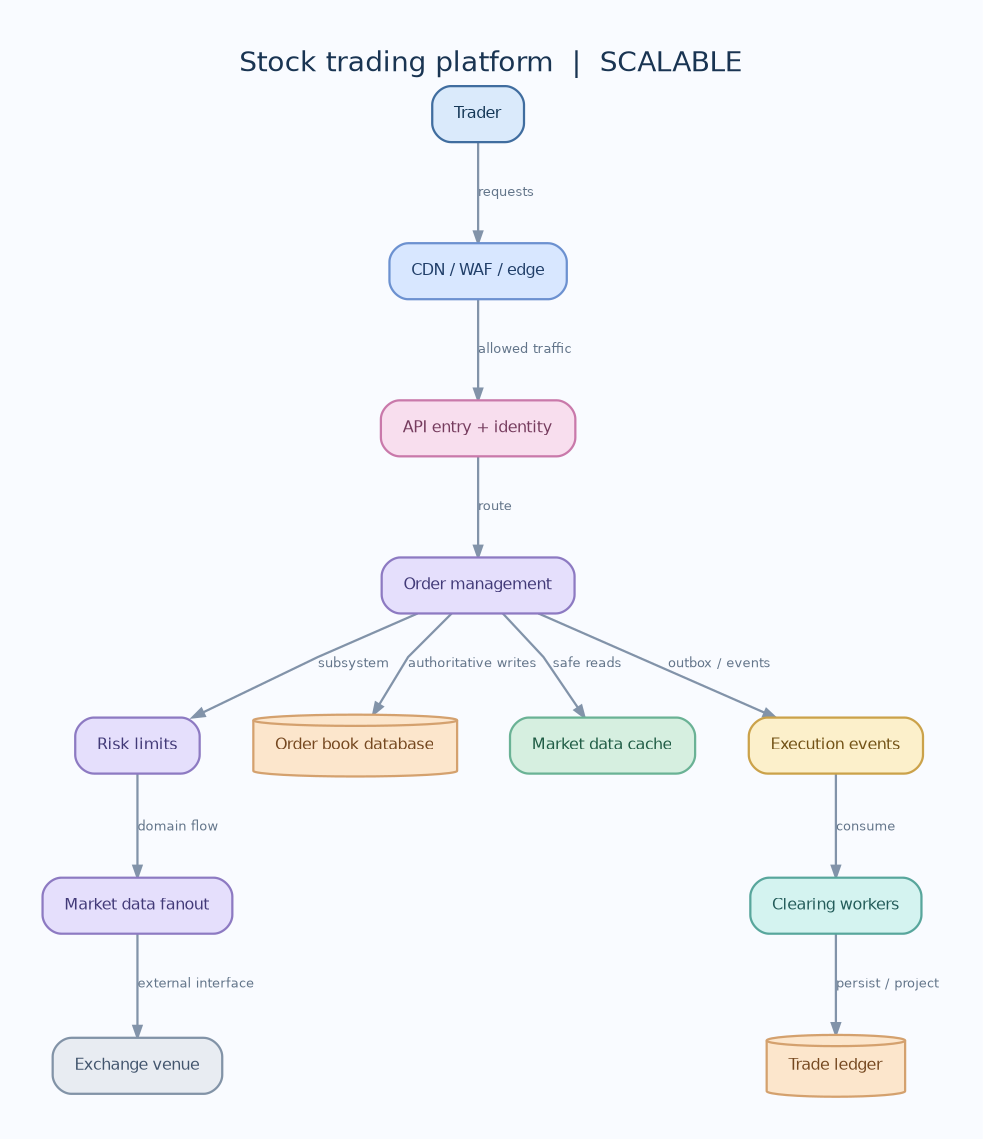 Stock trading platform | SCALABLE
Trader
requests
CDN / WAF / edge
allowed traffic
API entry + identity
route
Order management
subsystem
authoritative writes
safe reads
outbox / events
Risk limits
Order book database
Market data cache
Execution events
domain flow
consume
Market data fanout
Clearing workers
external interface
persist / project
Exchange venue
Trade ledger